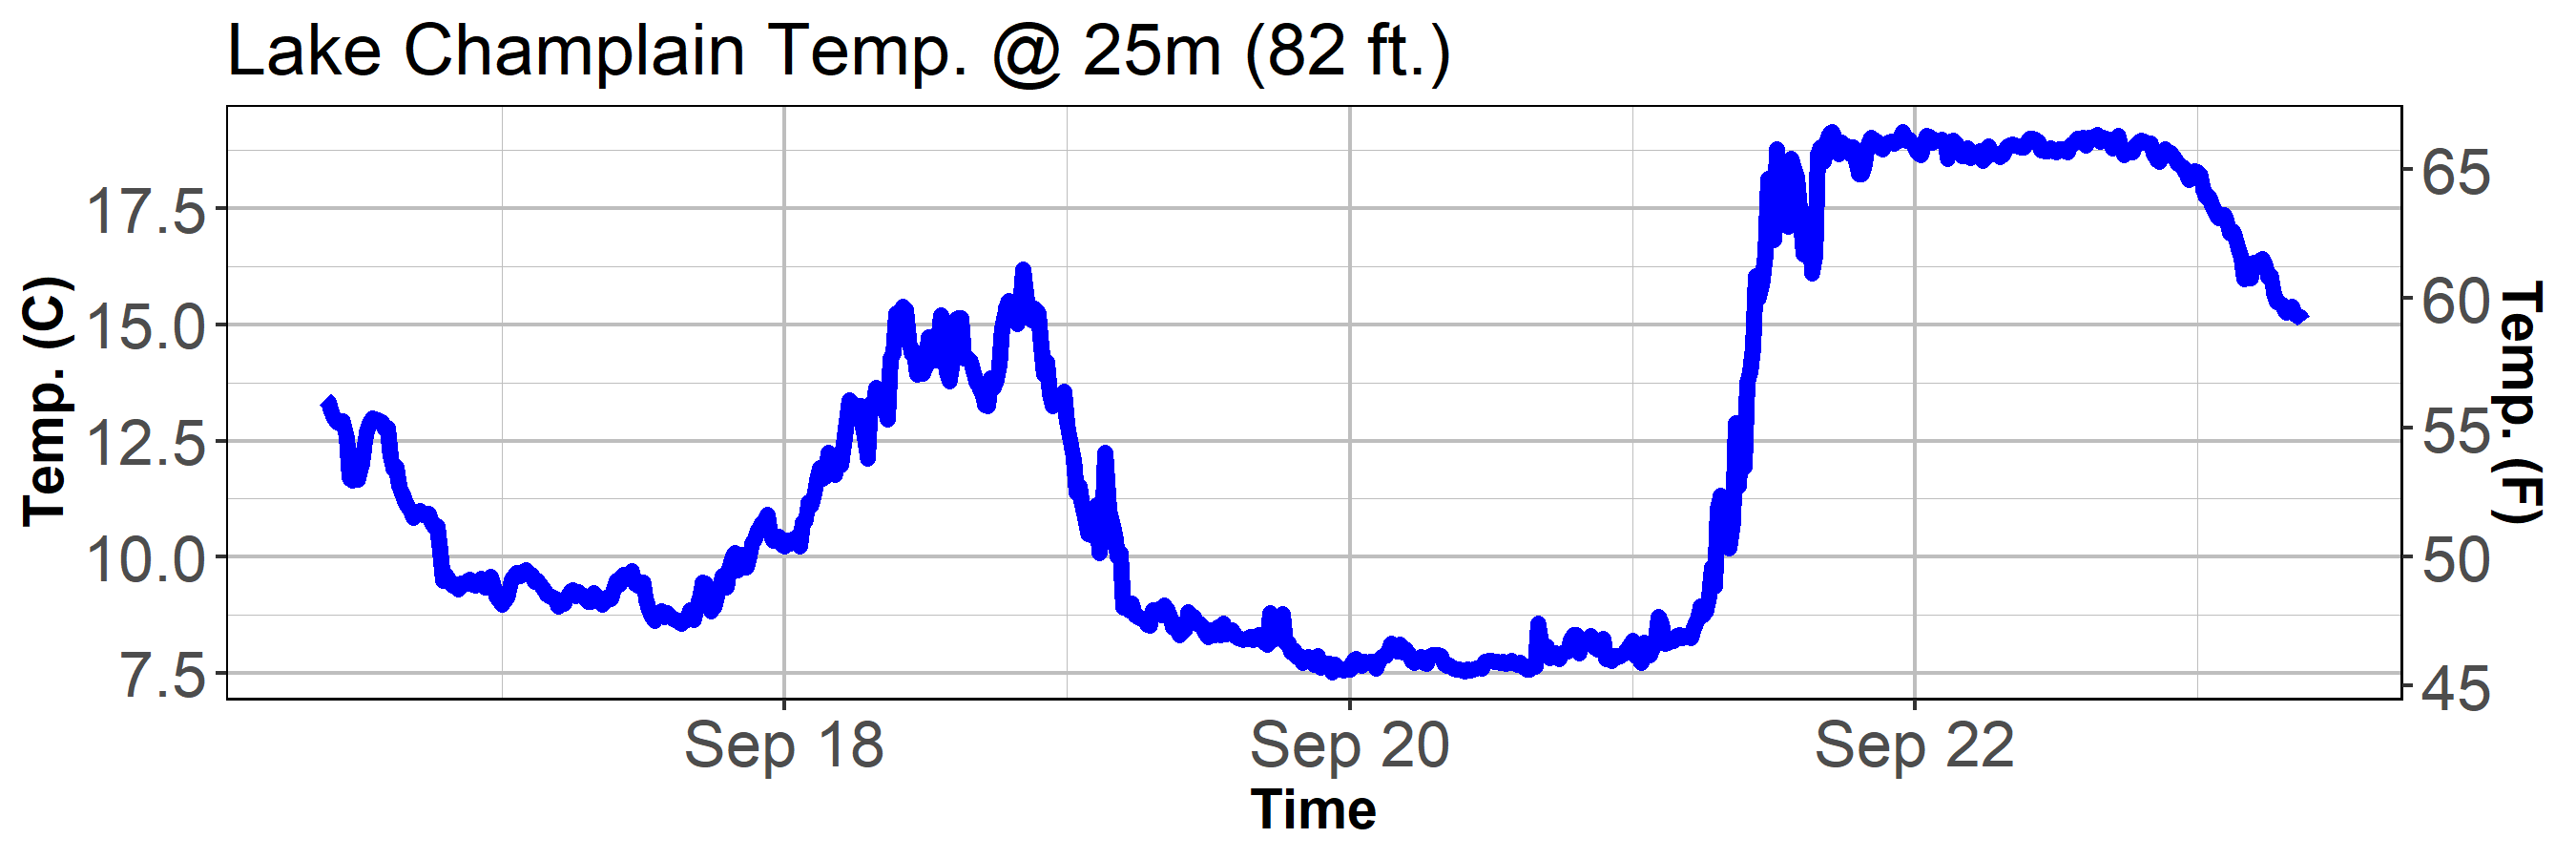 Lake Champlain Temp. @ 25m (82 ft.)
Temp. (C)
17.5
15.0
12.5
10.0
7.5
65
60
55
50
45
Temp. (F)
Sep 18
Sep 20
Sep 22
Time